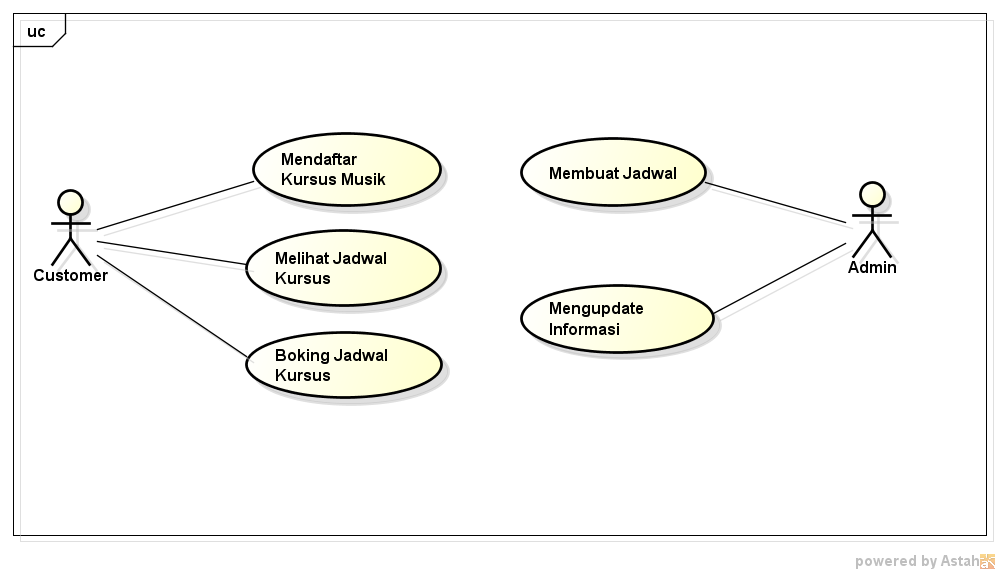 uc
Mendaftar
Kursus Musik
Membuat Jadwal
Customer
Melihat Jadwal
Kursus
Admin
Mengupdate
Informasi
Boking Jadwal
Kursus
powered by Astah